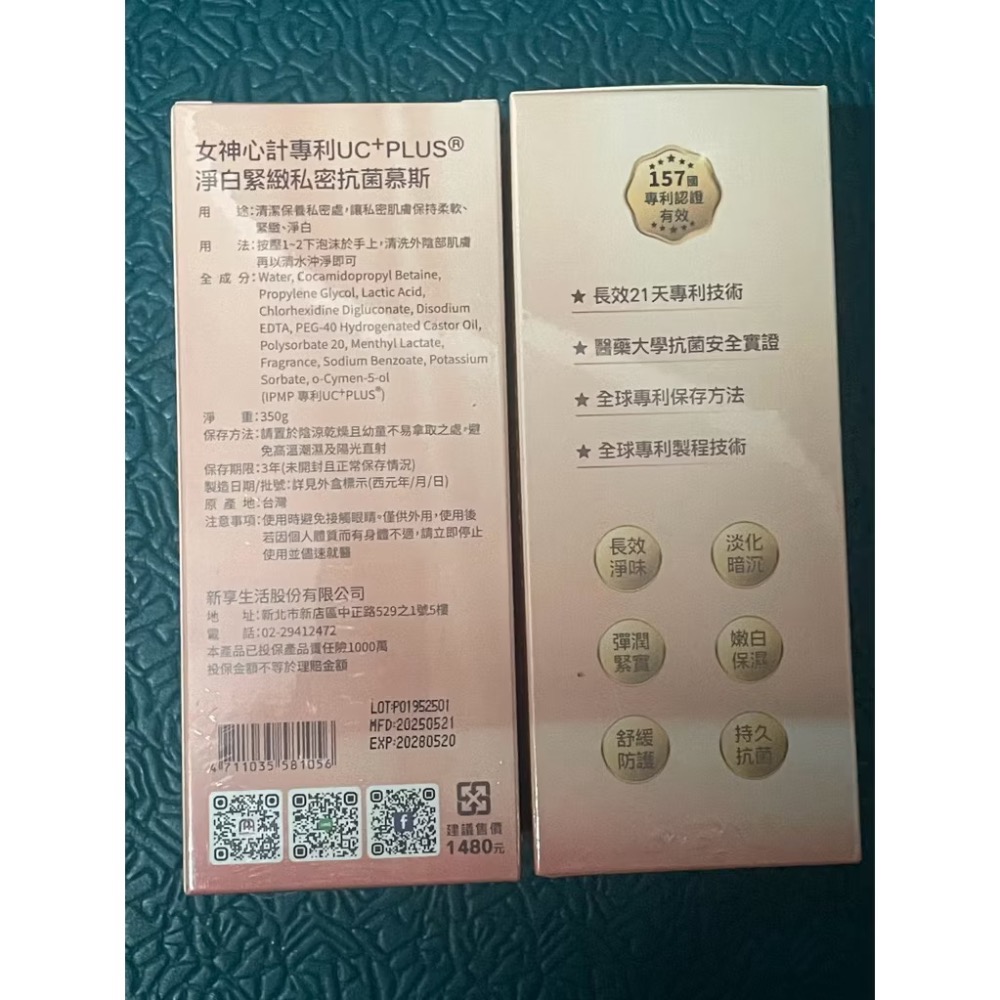 女神心計專利UC⁺PLUS®
淨白緊緻私密抗菌慕斯
用　途:清潔保養私密處,讓私密肌膚保持柔軟、
緊緻、淨白
用　法:按壓1~2下泡沫於手上,清洗外陰部肌膚
再以清水沖淨即可
全 成 分:Water, Cocamidopropyl Betaine,
Propylene Glycol, Lactic Acid,
Chlorhexidine Digluconate, Disodium
EDTA, PEG-40 Hydrogenated Castor Oil,
Polysorbate 20, Menthyl Lactate,
Fragrance, Sodium Benzoate, Potassium
Sorbate, o-Cymen-5-ol
(IPMP 專利UC⁺PLUS®)
淨　重:350g
保存方法:請置於陰涼乾燥且幼童不易拿取之處,避
免高溫潮濕及陽光直射
保存期限:3年(未開封且正常保存情況)
製造日期/批號:詳見外盒標示(西元年/月/日)
原 產 地:台灣
注意事項:使用時避免接觸眼睛。僅供外用,使用後
若因個人體質而有身體不適,請立即停止
使用並儘速就醫
新享生活股份有限公司
地　址:新北市新店區中正路529之1號5樓
電　話:02-29412472
本產品已投保產品責任險1000萬
投保金額不等於理賠金額
LOT:P01952501
MFD:20250521
EXP:20280520
4 711035 581056
建議售價
1480元
157國
專利認證
有效
★ 長效21天專利技術
★ 醫藥大學抗菌安全實證
★ 全球專利保存方法
★ 全球專利製程技術
長效
淨味
淡化
暗沉
彈潤
緊實
嫩白
保濕
舒緩
防護
持久
抗菌